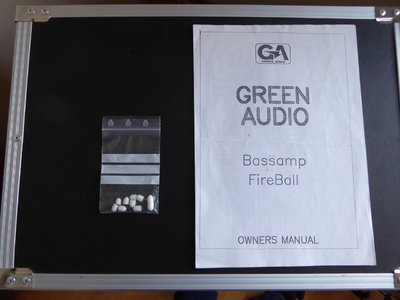 GA
GREEN AUDIO
GREEN
AUDIO
Bassamp
FireBall
OWNERS MANUAL